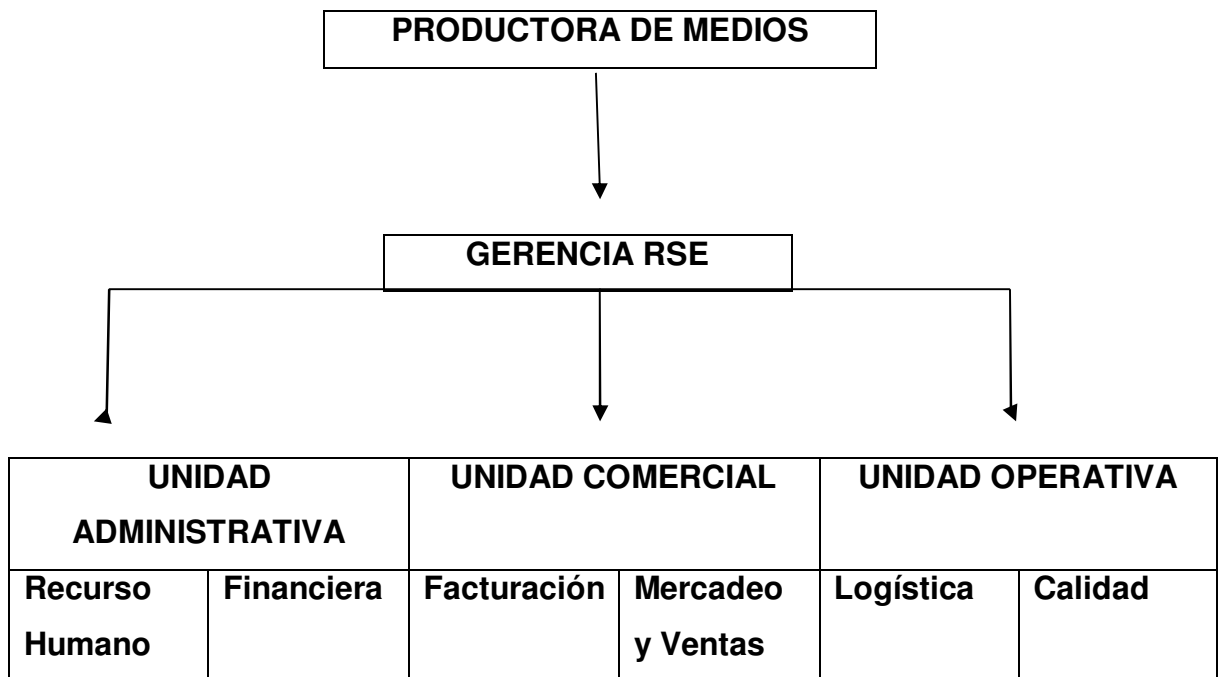 PRODUCTORA DE MEDIOS
GERENCIA RSE
UNIDAD
ADMINISTRATIVA
UNIDAD COMERCIAL
UNIDAD OPERATIVA
Recurso
Humano
Financiera
Facturación
Mercadeo
y Ventas
Logística
Calidad